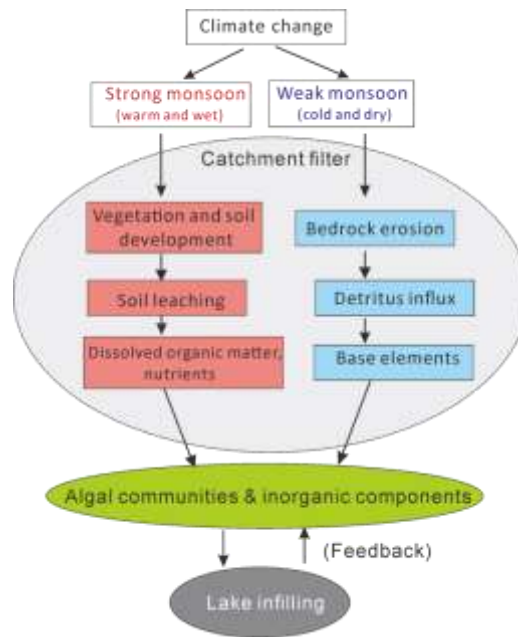 Climate change
Strong monsoon
(warm and wet)
Weak monsoon
(cold and dry)
Catchment filter
Vegetation and soil
development
Bedrock erosion
Soil leaching
Detritus influx
Dissolved organic matter,
nutrients
Base elements
Algal communities & inorganic components
(Feedback)
Lake infilling